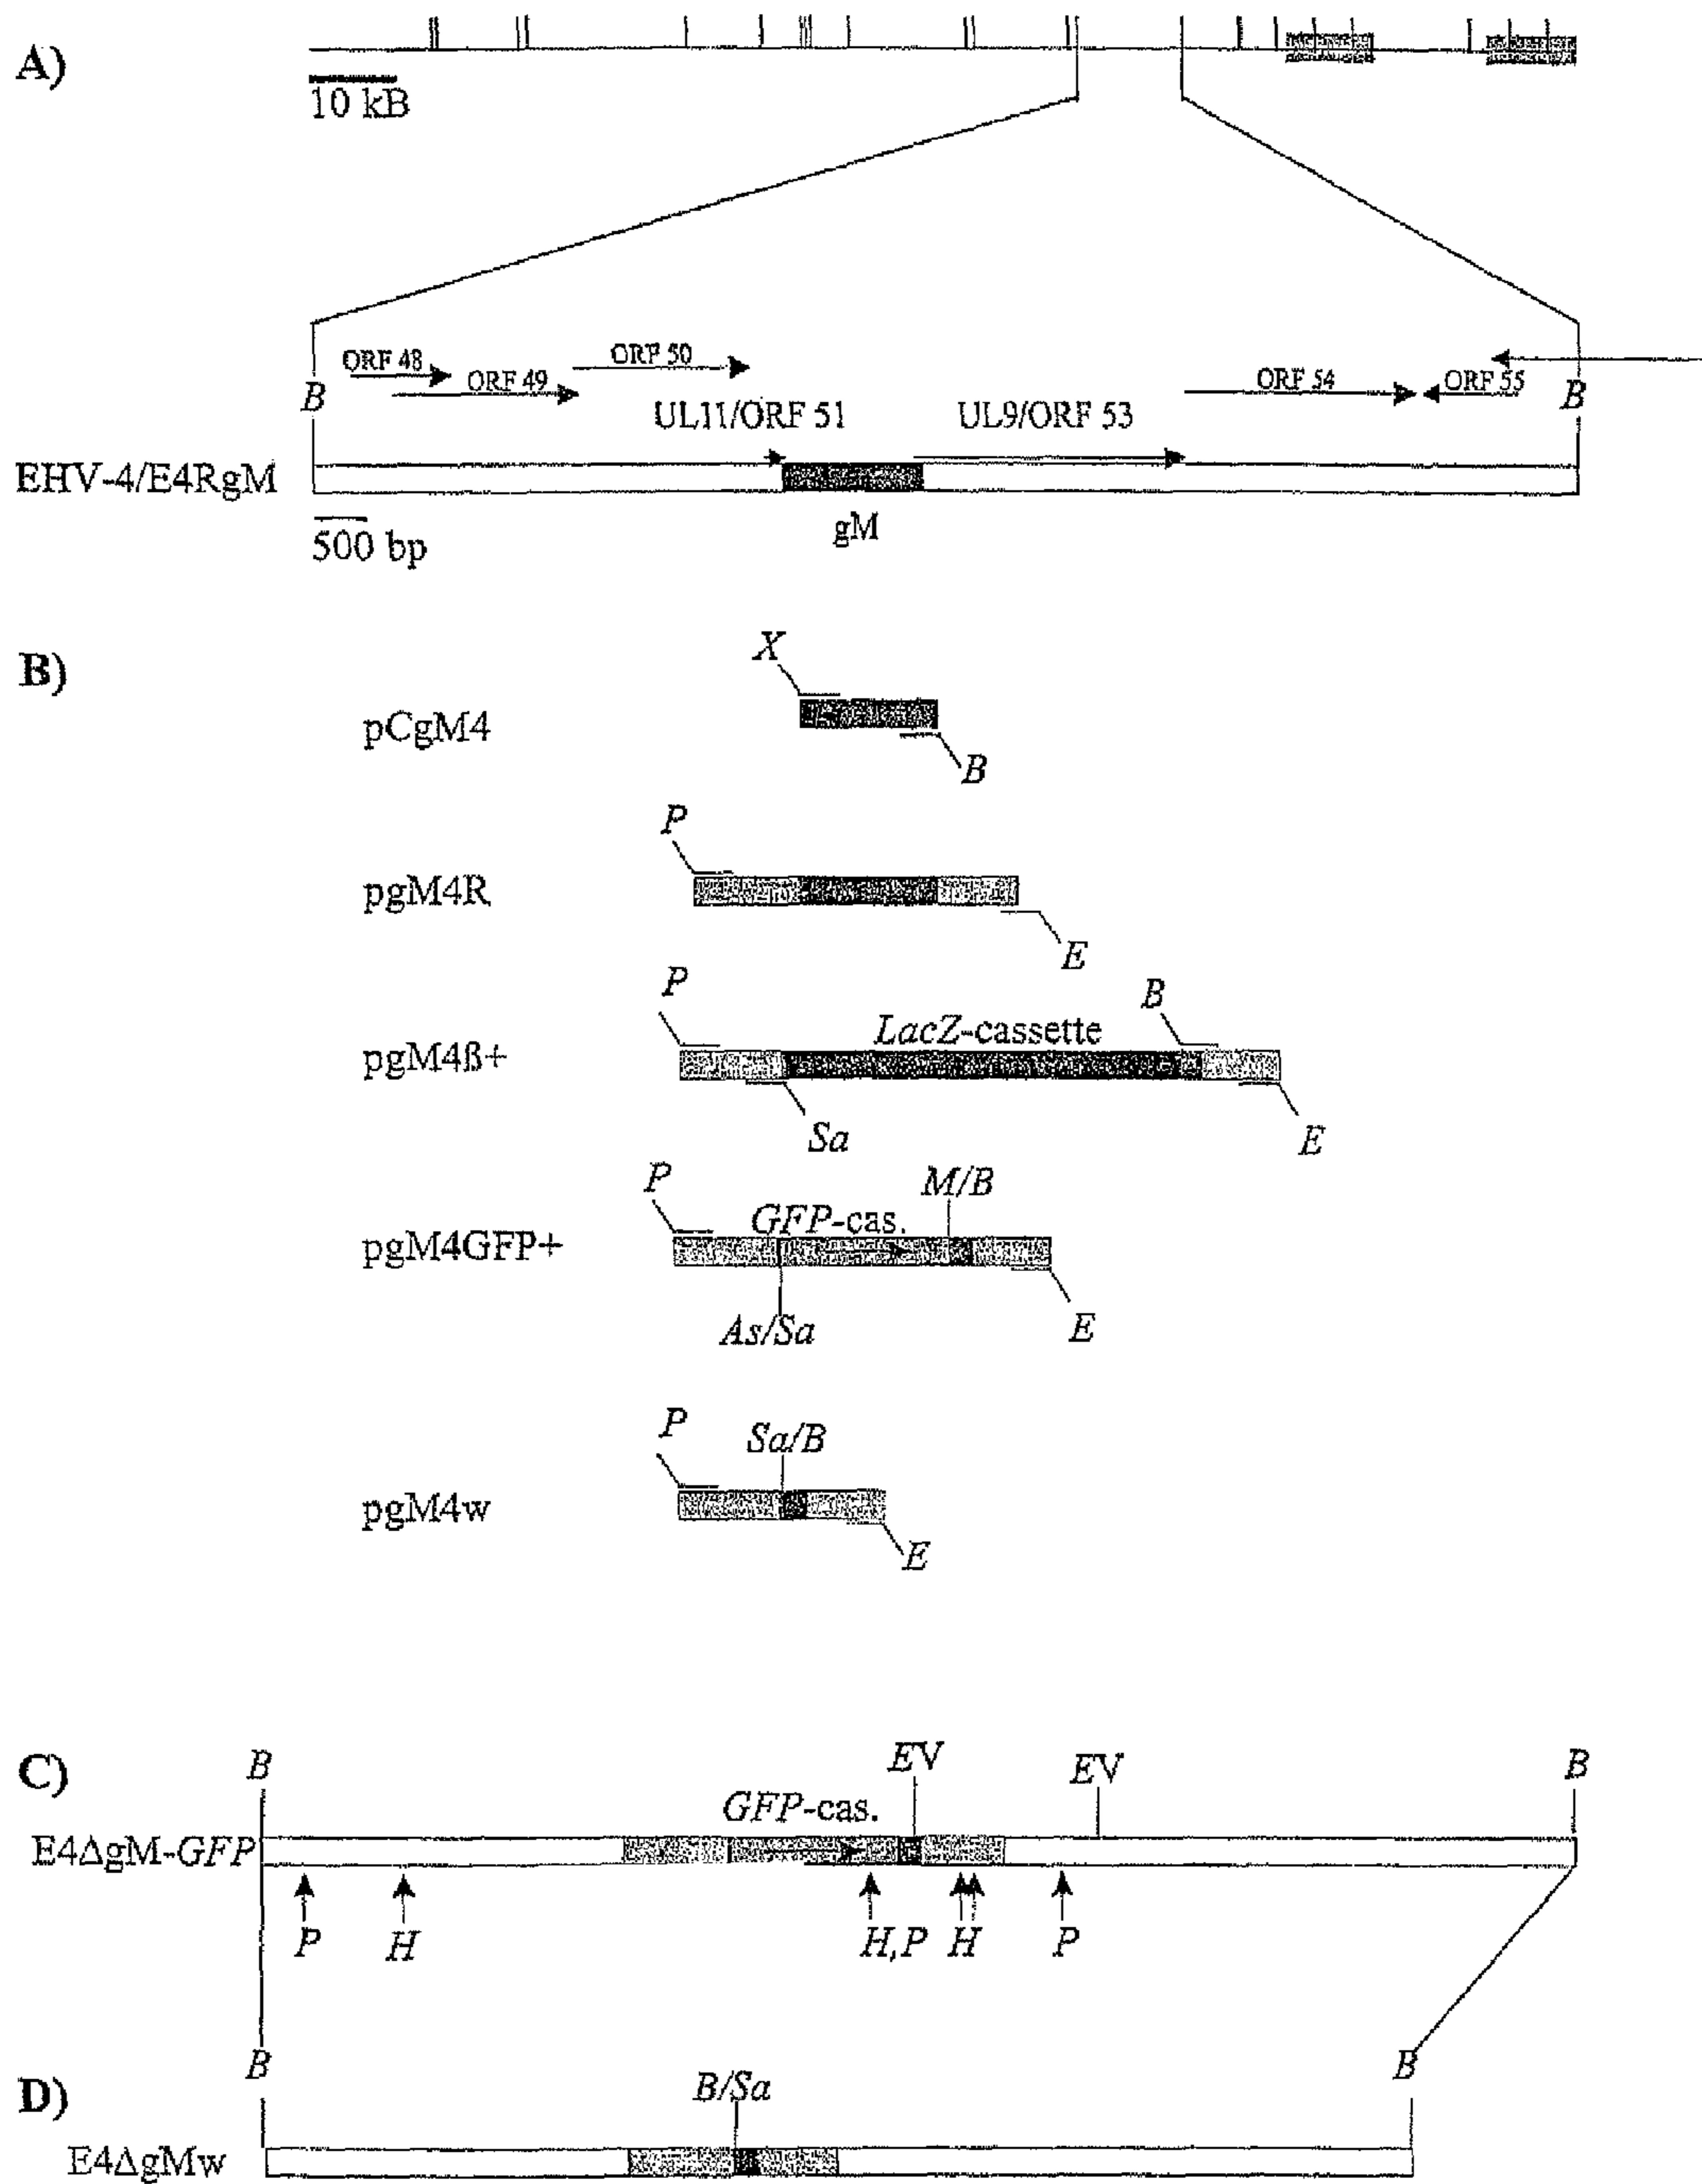 A)
10 kB
ORF 48
ORF 49
ORF 50
ORF 54
ORF 55
B
B
UL11/ORF 51
UL9/ORF 53
EHV-4/E4RgM
gM
500 bp
B)
X
pCgM4
B
P
pgM4R
E
P
B
LacZ-cassette
pgM4ß+
Sa
E
P
M/B
GFP-cas.
pgM4GFP+
As/Sa
E
P
Sa/B
pgM4w
E
C)
B
EV
EV
B
GFP-cas.
E4ΔgM-GFP
P
H
H,P
H
P
B
B
D)
B/Sa
E4ΔgMw